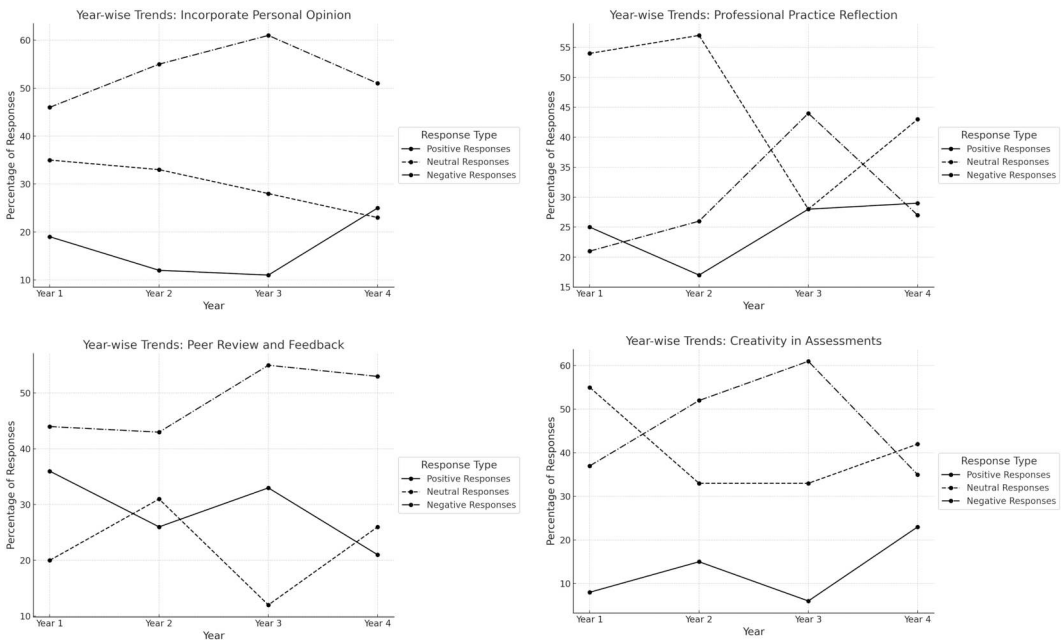 Year-wise Trends: Incorporate Personal Opinion
60
50
40
30
20
10
Percentage of Responses
Year 1
Year 2
Year 3
Year 4
Year
Response Type
Positive Responses
Neutral Responses
Negative Responses
Year-wise Trends: Professional Practice Reflection
55
50
45
40
35
30
25
20
15
Percentage of Responses
Year 1
Year 2
Year 3
Year 4
Year
Response Type
Positive Responses
Neutral Responses
Negative Responses
Year-wise Trends: Peer Review and Feedback
50
40
30
20
10
Percentage of Responses
Year 1
Year 2
Year 3
Year 4
Year
Response Type
Positive Responses
Neutral Responses
Negative Responses
Year-wise Trends: Creativity in Assessments
60
50
40
30
20
10
Percentage of Responses
Year 1
Year 2
Year 3
Year 4
Year
Response Type
Positive Responses
Neutral Responses
Negative Responses